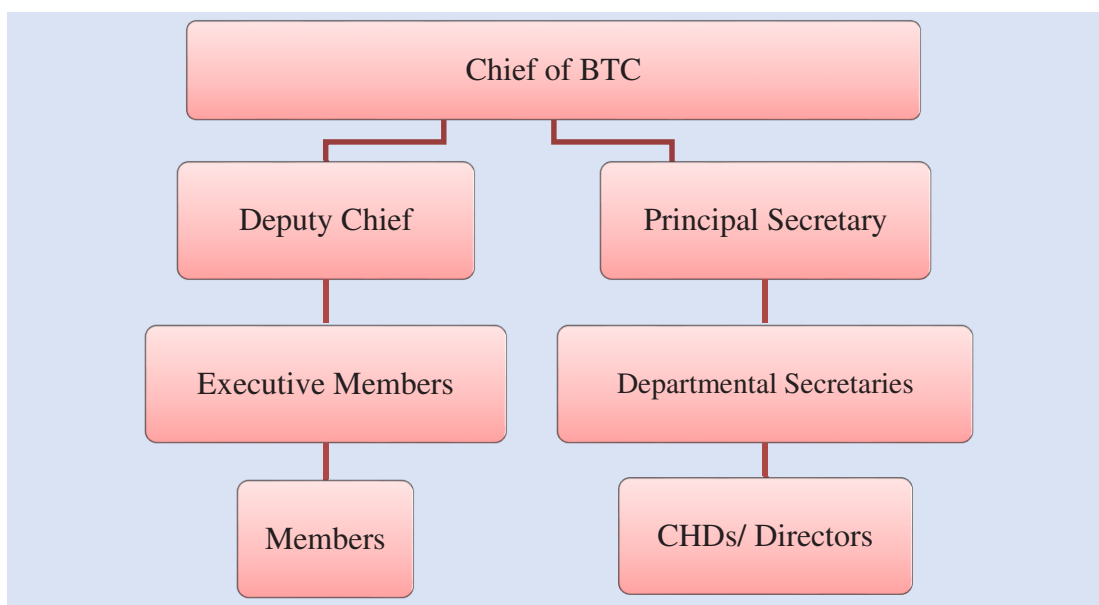 Chief of BTC
Deputy Chief
Principal Secretary
Executive Members
Departmental Secretaries
Members
CHDs/ Directors